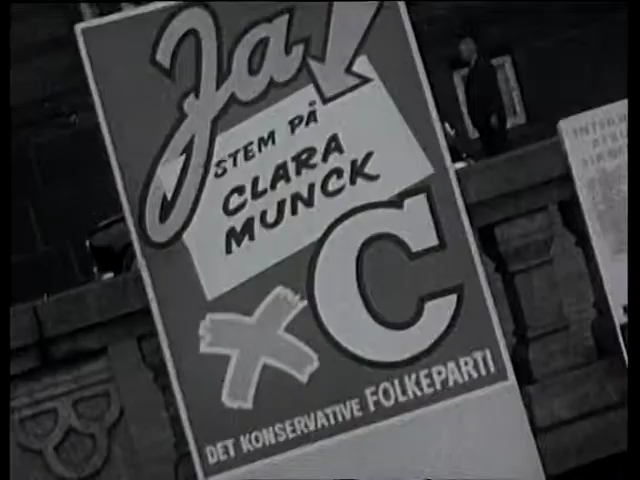 Ja!
STEM PÅ
CLARA
MUNCK
X C
DET KONSERVATIVE FOLKEPARTI